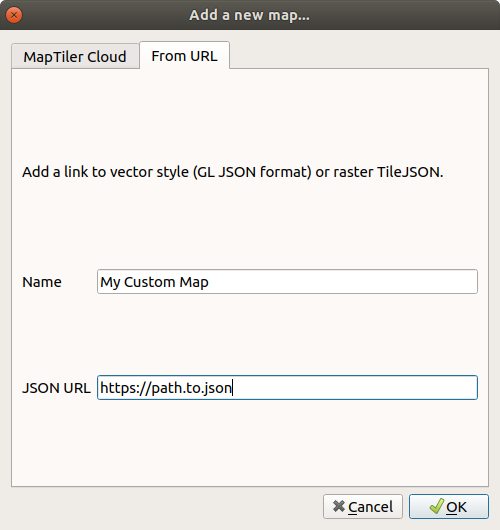 Add a new map...
MapTiler Cloud
From URL
Add a link to vector style (GL JSON format) or raster TileJSON.
Name
My Custom Map
JSON URL
https://path.to.json
Cancel
OK